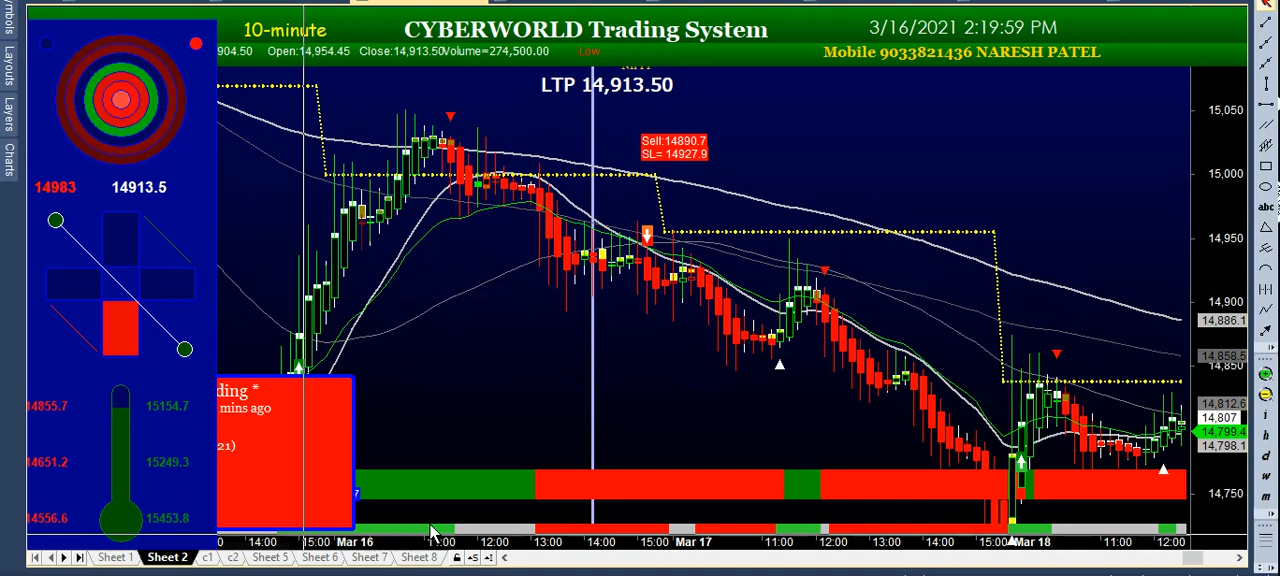 10-minute
CYBERWORLD Trading System
3/16/2021 2:19:59 PM
904.50 Open:14,954.45 Close:14,913.50Volume=274,500.00 Low
Mobile 9033821436 NARESH PATEL
LTP 14,913.50
Layouts
Layers
Charts
Sell:14890.7
SL= 14927.9
14983 14913.5
15,050
15,000
14,950
14,900
14,886.1
14,858.5
14,850
14,812.6
14,807
14,799.4
14,798.1
14,750
abc
ding *
mins ago
21)
14855.7 15154.7
14651.2 15249.3
14556.6 15453.8
14:00 15:00 Mar 16 11:00 12:00 13:00 14:00 15:00 Mar 17 11:00 12:00 13:00 14:00 15:00 Mar 18 11:00 12:00
Sheet 1 Sheet 2 c1 c2 Sheet 5 Sheet 6 Sheet 7 Sheet 8